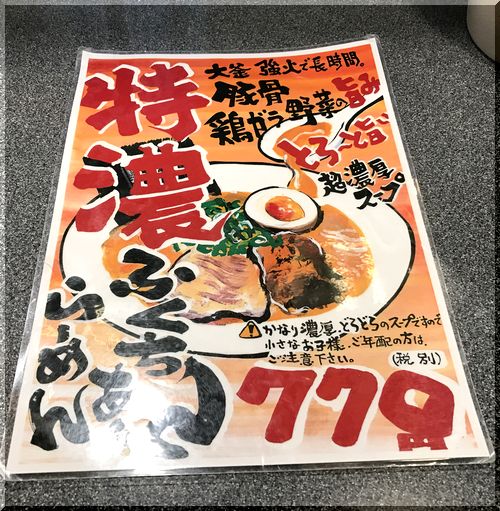 大釜 強火で長時間。
豚骨
鶏ガラ 野菜の旨み
とろ〜っと旨い
超濃厚
スープ
特濃
ふくちあん
らーめん
かなり濃厚、どろどろのスープですので
小さなお子様・ご年配の方は、
ご注意下さい。
(税別)
770円